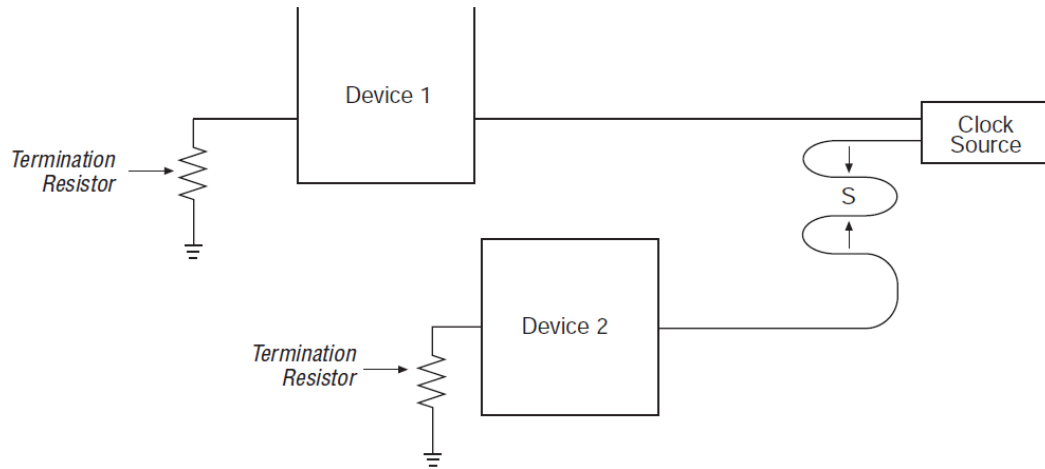 Device 1
Clock
Source
Termination
Resistor
S
Device 2
Termination
Resistor